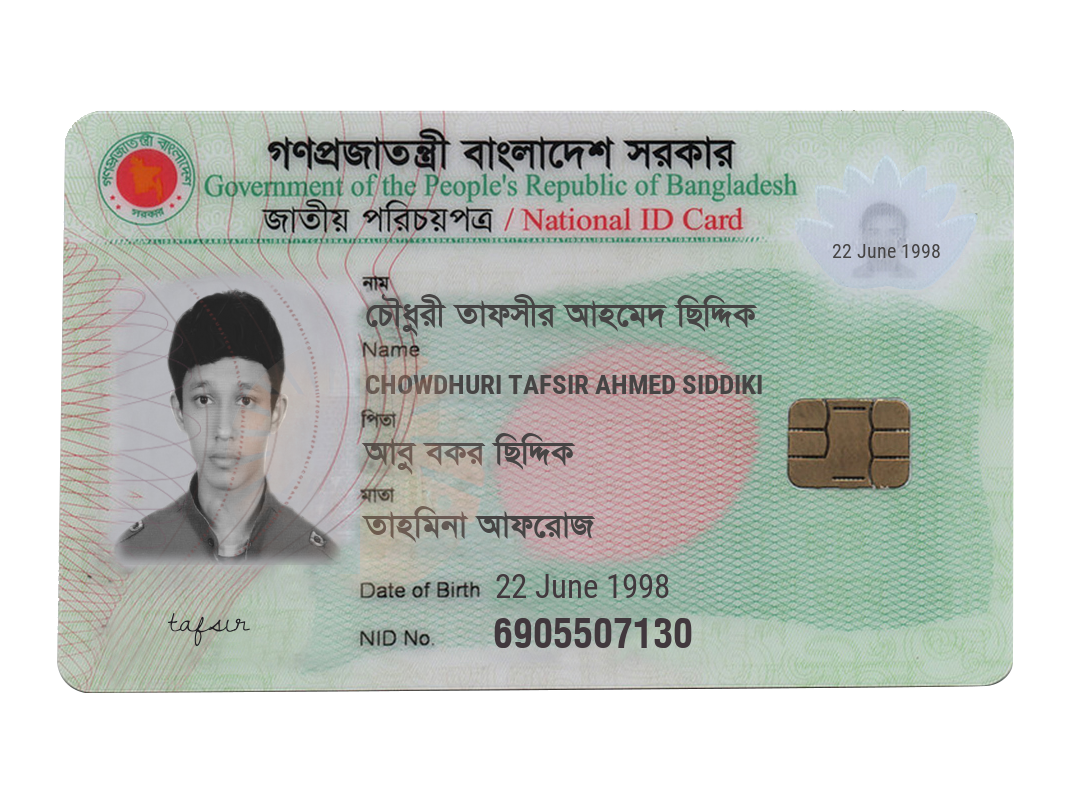 গণপ্রজাতন্ত্রী বাংলাদেশ সরকার
Government of the People's Republic of Bangladesh
জাতীয় পরিচয়পত্র / National ID Card
গণপ্রজাতন্ত্রী বাংলাদেশ
সরকার
22 June 1998
নাম
চৌধুরী তাফসীর আহমেদ ছিদ্দিক
Name
CHOWDHURI TAFSIR AHMED SIDDIKI
পিতা
আবু বকর ছিদ্দিক
মাতা
তাহমিনা আফরোজ
Date of Birth 22 June 1998
tafsir
NID No. 6905507130